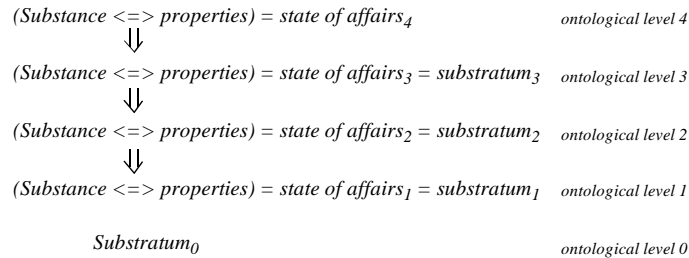 (Substance <=> properties) = state of affairs4 ontological level 4
(Substance <=> properties) = state of affairs3 = substratum3 ontological level 3
(Substance <=> properties) = state of affairs2 = substratum2 ontological level 2
(Substance <=> properties) = state of affairs1 = substratum1 ontological level 1
Substratum0 ontological level 0